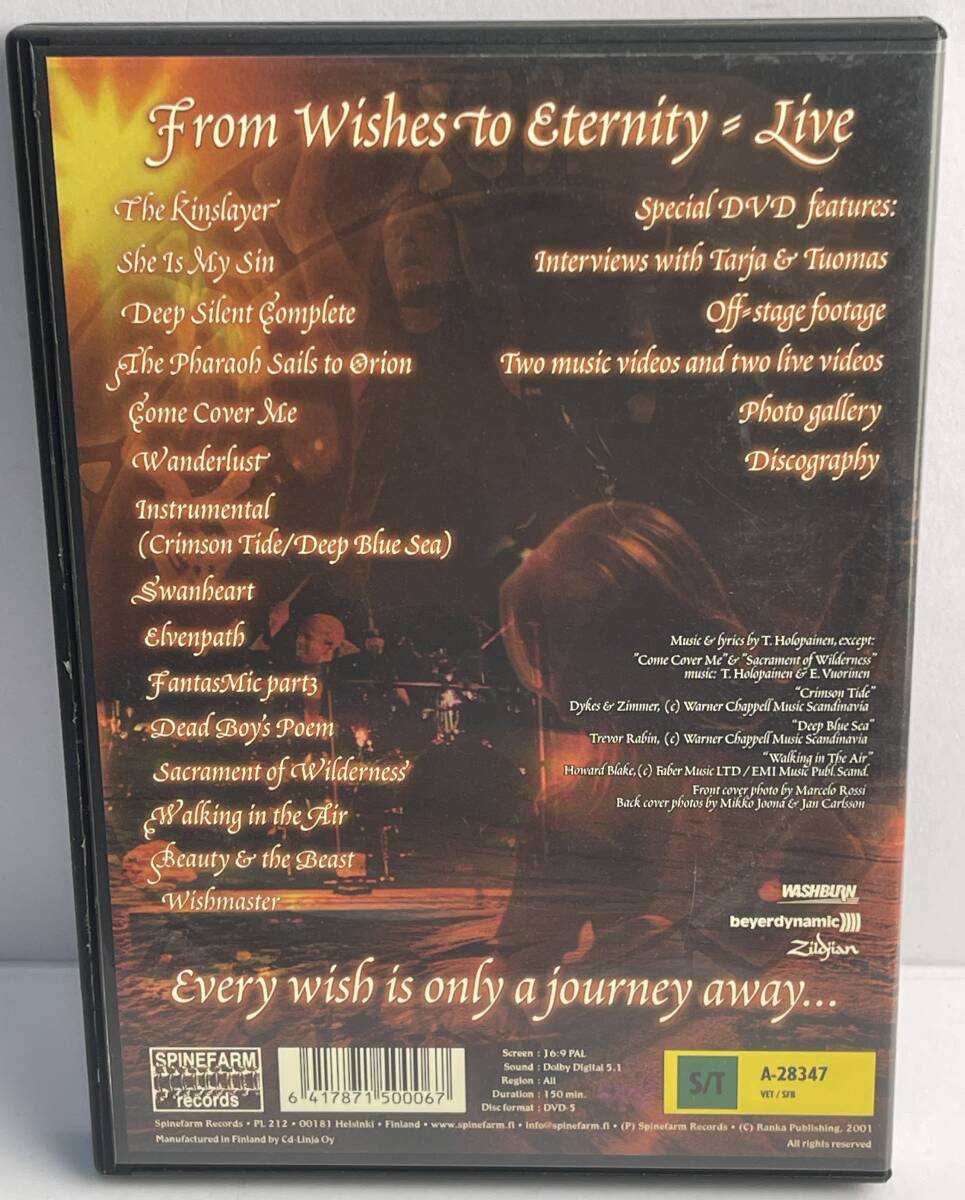 From Wishes to Eternity - Live
The Kinslayer
She Is My Sin
Deep Silent Complete
The Pharaoh Sails to Orion
Come Cover Me
Wanderlust
Instrumental
(Crimson Tide/Deep Blue Sea)
Swanheart
Elvenpath
FantasMic part3
Dead Boy's Poem
Sacrament of Wilderness
Walking in the Air
Beauty & the Beast
Wishmaster
Special DVD features:
Interviews with Tarja & Tuomas
Off-stage footage
Two music videos and two live videos
Photo gallery
Discography
Music & lyrics by T. Holopainen, except:
"Come Cover Me" & "Sacrament of Wilderness"
music: T. Holopainen & E. Vuorinen
"Crimson Tide"
Dykes & Zimmer, (c) Warner Chappell Music Scandinavia
"Deep Blue Sea"
Trevor Rabin, (c) Warner Chappell Music Scandinavia
"Walking in The Air"
Howard Blake, (c) Faber Music LTD / EMI Music Publ. Scand.
Front cover photo by Marcelo Rossi
Back cover photos by Mikko Joona & Jan Carlsson
WASHBURN
beyerdynamic))))
Zildjian
Every wish is only a journey away...
SPINEFARM
records
6 417871 500067
Screen : 16:9 PAL
Sound : Dolby Digital 5.1
Region : All
Duration : 150 min.
Disc format : DVD-5
S/T
A-28347
VET / SFB
Spinefarm Records • PL 212 • 00181 Helsinki • Finland • www.spinefarm.fi • info@spinefarm.fi • (P) Spinefarm Records • (C) Ranka Publishing, 2001
Manufactured in Finland by Cd-Linja Oy
All rights reserved